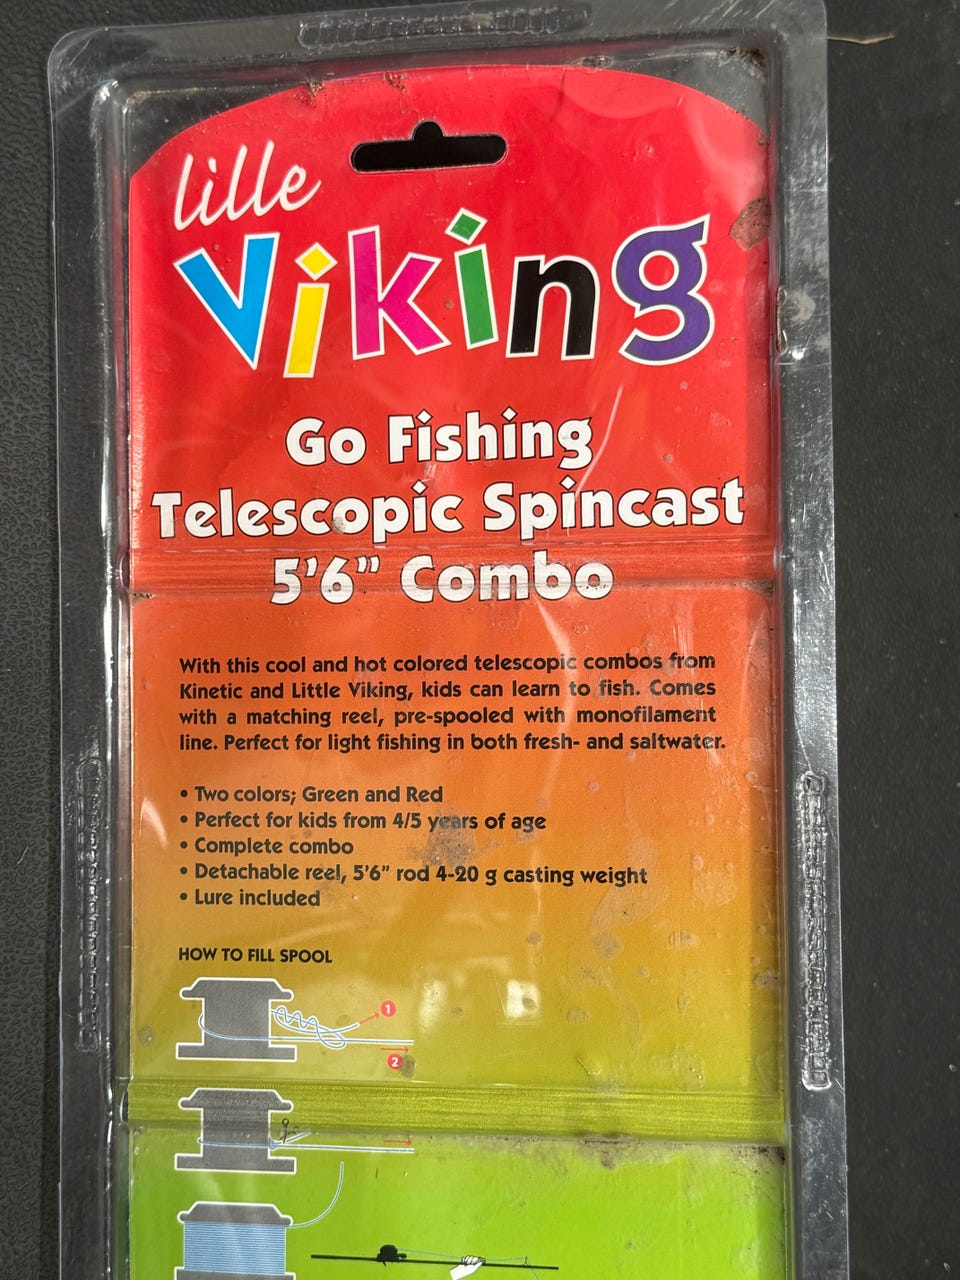 lille
Viking
Go Fishing
Telescopic Spincast
5'6" Combo
With this cool and hot colored telescopic combos from
Kinetic and Little Viking, kids can learn to fish. Comes
with a matching reel, pre-spooled with monofilament
line. Perfect for light fishing in both fresh- and saltwater.
• Two colors; Green and Red
• Perfect for kids from 4/5 years of age
• Complete combo
• Detachable reel, 5'6" rod 4-20 g casting weight
• Lure included
HOW TO FILL SPOOL
1
2